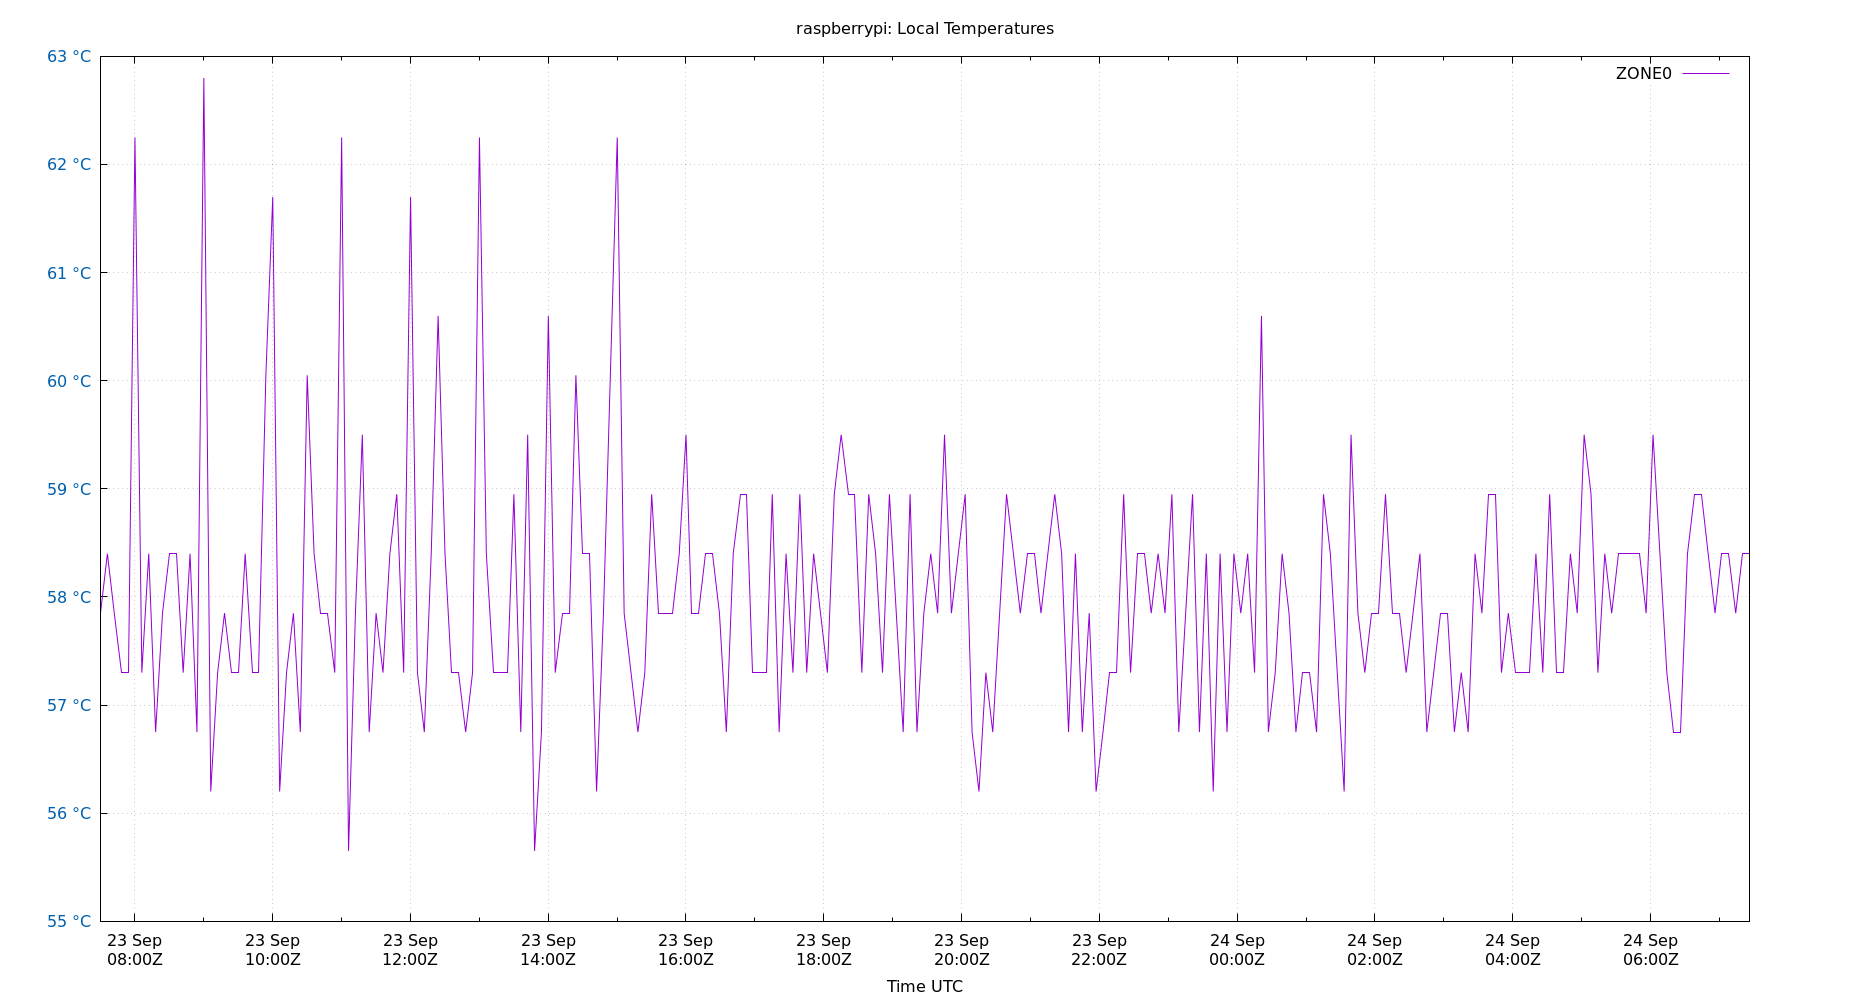 raspberrypi: Local Temperatures
63 °C
ZONE0
62 °C
61 °C
60 °C
59 °C
58 °C
57 °C
56 °C
55 °C
23 Sep 23 Sep 23 Sep 23 Sep 23 Sep 23 Sep 23 Sep 23 Sep 24 Sep 24 Sep 24 Sep 24 Sep
08:00Z 10:00Z 12:00Z 14:00Z 16:00Z 18:00Z 20:00Z 22:00Z 00:00Z 02:00Z 04:00Z 06:00Z
Time UTC